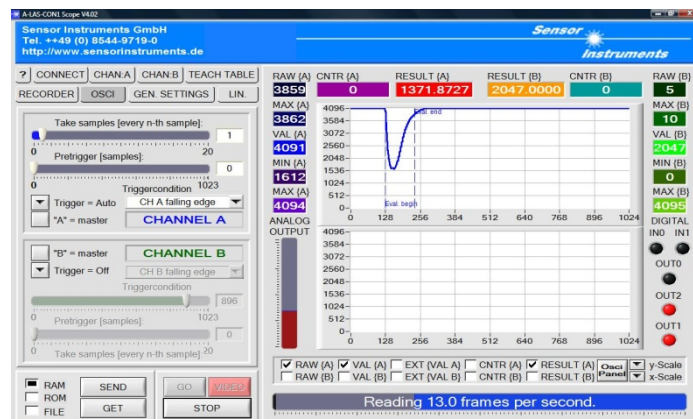 A-LAS-CON1 Scope V4.02
Sensor Instruments GmbH
Tel. ++49 (0) 8544-9719-0
http://www.sensorinstruments.de
Sensor
Instruments
? CONNECT CHAN:A CHAN:B TEACH TABLE
RECORDER OSCI GEN. SETTINGS LIN.
Take samples [every n-th sample]:
1
0 20
Pretrigger [samples]:
0
0 1023
Triggercondition
Trigger = Auto CH A falling edge
"A" = master CHANNEL A
"B" = master CHANNEL B
Trigger = Off CH B falling edge
Triggercondition
896
0 1023
Pretrigger [samples]:
0
0 20
Take samples [every n-th sample]:
RAM
ROM
FILE
SEND GO VIDEO
GET STOP
RAW {A} CNTR {A} RESULT {A} RESULT {B} CNTR {B} RAW {B}
3859 0 1371.8727 2047.0000 0 5
MAX {A}
3862
VAL {A}
4091
MIN {A}
1612
MAX {A}
4094
ANALOG
OUTPUT
4096
3584
3072
2560
2048
1536
1024
512
0
Eval. end
Eval. begin
0 128 256 384 512 640 768 896 1024
4096
3584
3072
2560
2048
1536
1024
512
0
0 128 256 384 512 640 768 896 1024
MAX {B}
10
VAL {B}
2047
MIN {B}
0
MAX {B}
4095
DIGITAL
IN0 IN1
OUT0
OUT2
OUT1
RAW {A} VAL {A} EXT {VAL A} CNTR {A} RESULT {A} Osci Panel y-Scale
RAW {B} VAL {B} EXT {VAL B} CNTR {B} RESULT {B} x-Scale
Reading 13.0 frames per second.